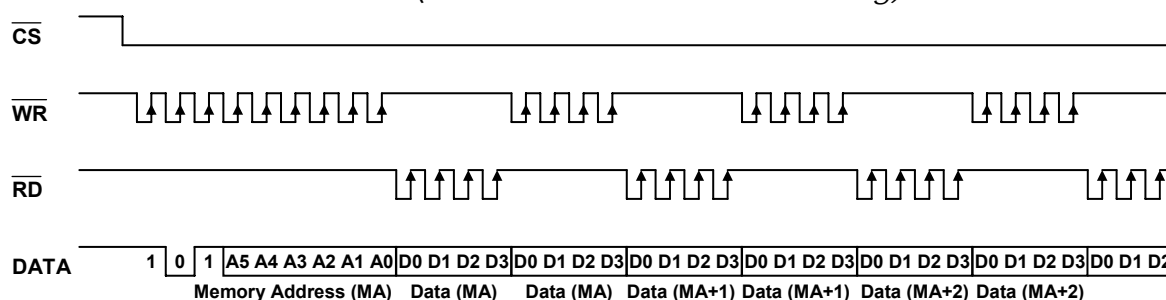 CS
WR
RD
DATA 1 0 1 A5 A4 A3 A2 A1 A0 D0 D1 D2 D3 D0 D1 D2 D3 D0 D1 D2 D3 D0 D1 D2 D3 D0 D1 D2 D3 D0 D1 D2 D3 D0 D1 D2
Memory Address (MA) Data (MA) Data (MA) Data (MA+1) Data (MA+1) Data (MA+2) Data (MA+2)